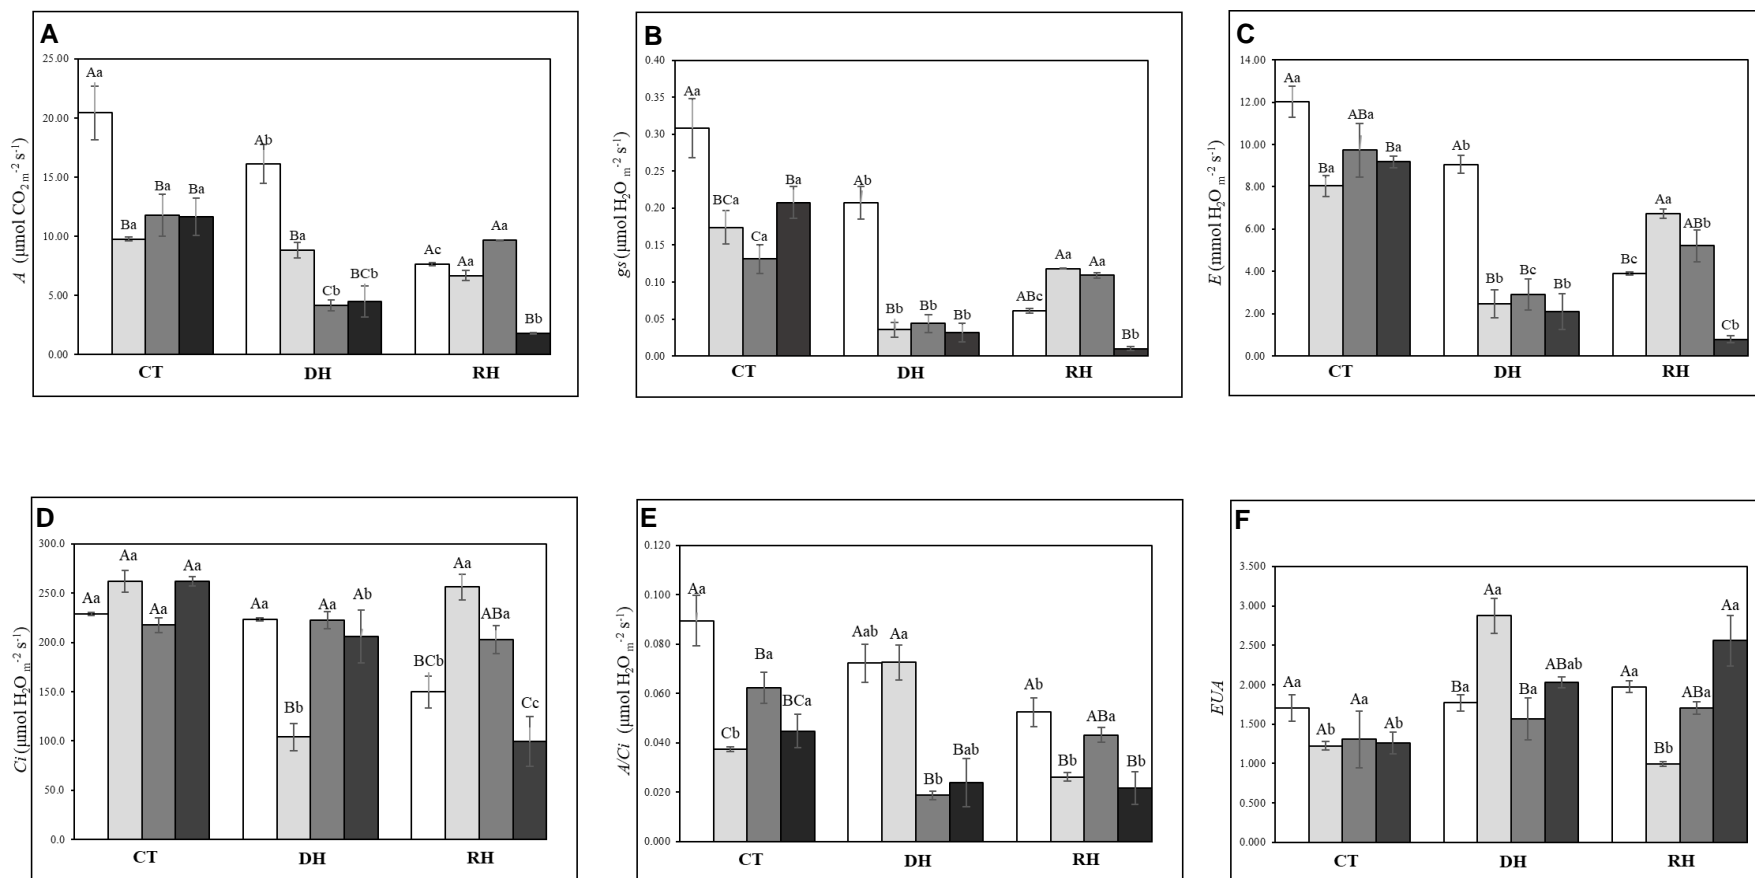 A
25.00
20.00
15.00
10.00
5.00
0.00
A (μmol CO2 m-2 s-1)
Aa
Ba
Ba
Ba
Ab
Ba
Cb
BCb
Ac
Aa
Aa
Bb
CT DH RH
B
0.40
0.35
0.30
0.25
0.20
0.15
0.10
0.05
0.00
gs (μmol H2O m-2 s-1)
Aa
BCa
Ca
Ba
Ab
Bb
Bb
Bb
ABc
Aa
Aa
Bb
CT DH RH
C
14.00
12.00
10.00
8.00
6.00
4.00
2.00
0.00
E (mmol H2O m-2 s-1)
Aa
Ba
ABa
Ba
Ab
Bb
Bc
Bb
Bc
Aa
ABb
Cb
CT DH RH
D
300.0
250.0
200.0
150.0
100.0
50.0
0.0
Ci (μmol H2O m-2 s-1)
Aa
Aa
Aa
Aa
Aa
Bb
Aa
Ab
BCb
Aa
ABa
Cc
CT DH RH
E
0.120
0.100
0.080
0.060
0.040
0.020
0.000
A/Ci (μmol H2O m-2 s-1)
Aa
Cb
Ba
BCa
Aab
Aa
Bb
Bab
Ab
Bb
ABa
Bb
CT DH RH
F
3.500
3.000
2.500
2.000
1.500
1.000
0.500
0.000
EUA
Aa
Ab
Aa
Ab
Ba
Aa
Ba
ABab
Aa
Bb
ABa
Aa
CT DH RH